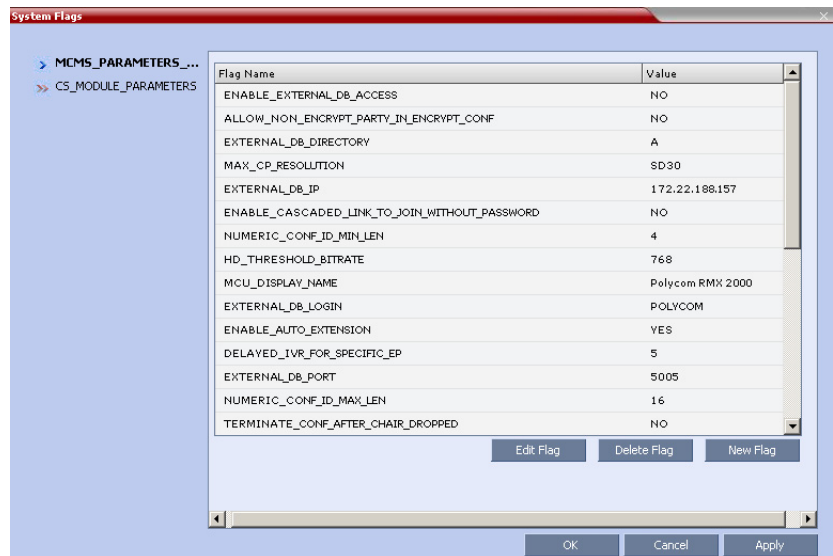 System Flags
MCMS_PARAMETERS_...
CS_MODULE_PARAMETERS
Flag Name Value
ENABLE_EXTERNAL_DB_ACCESS NO
ALLOW_NON_ENCRYPT_PARTY_IN_ENCRYPT_CONF NO
EXTERNAL_DB_DIRECTORY A
MAX_CP_RESOLUTION SD30
EXTERNAL_DB_IP 172.22.188.157
ENABLE_CASCADED_LINK_TO_JOIN_WITHOUT_PASSWORD NO
NUMERIC_CONF_ID_MIN_LEN 4
HD_THRESHOLD_BITRATE 768
MCU_DISPLAY_NAME Polycom RMX 2000
EXTERNAL_DB_LOGIN POLYCOM
ENABLE_AUTO_EXTENSION YES
DELAYED_IVR_FOR_SPECIFIC_EP 5
EXTERNAL_DB_PORT 5005
NUMERIC_CONF_ID_MAX_LEN 16
TERMINATE_CONF_AFTER_CHAIR_DROPPED NO
Edit Flag Delete Flag New Flag
OK Cancel Apply